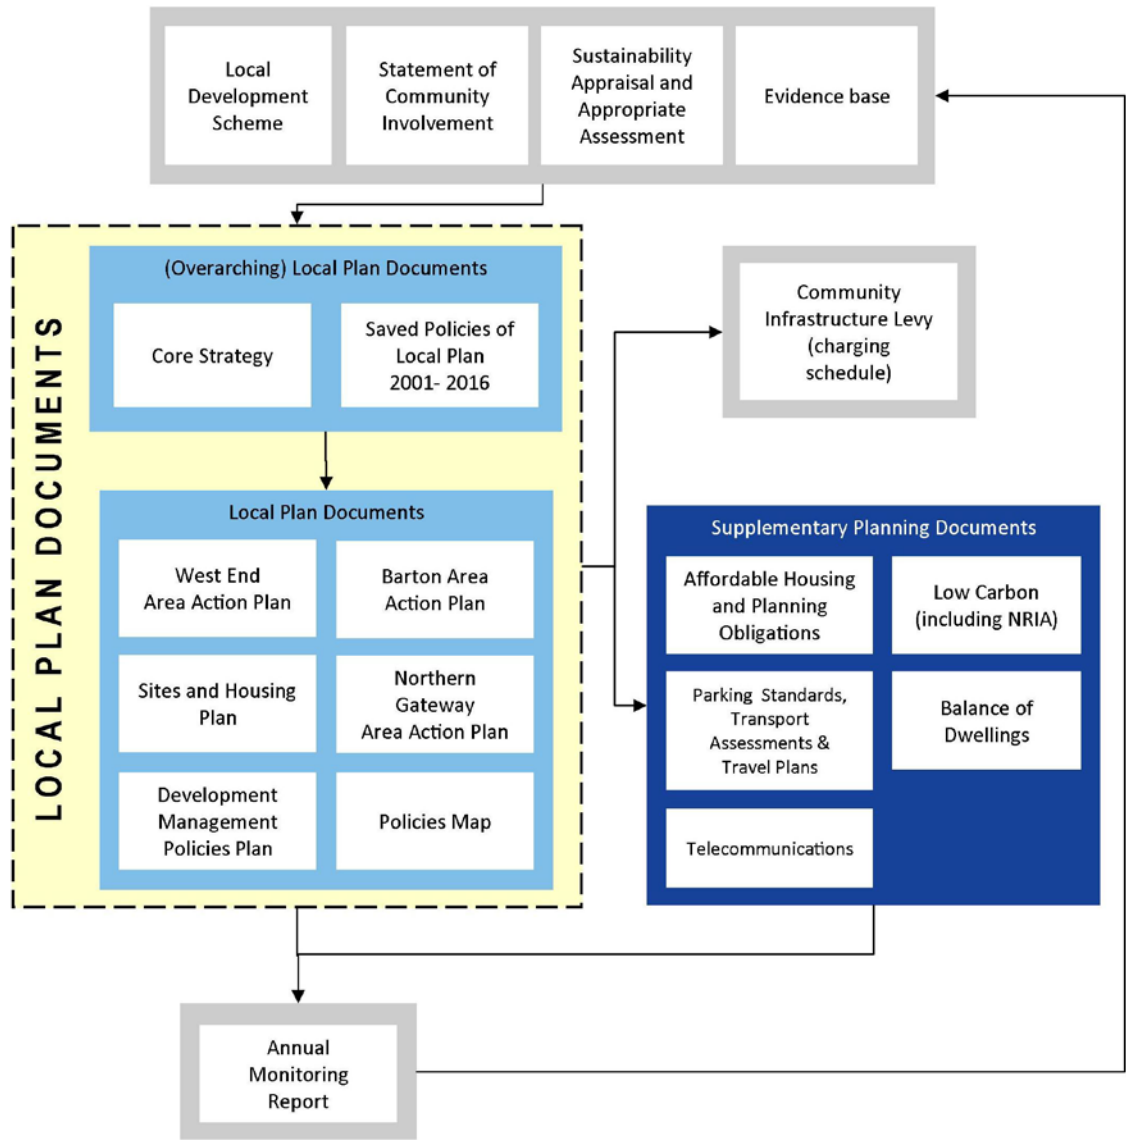 Local
Development
Scheme
Statement of
Community
Involvement
Sustainability
Appraisal and
Appropriate
Assessment
Evidence base
LOCAL PLAN DOCUMENTS
(Overarching) Local Plan Documents
Core Strategy
Saved Policies of
Local Plan
2001- 2016
Community
Infrastructure Levy
(charging
schedule)
Local Plan Documents
West End
Area Action Plan
Barton Area
Action Plan
Sites and Housing
Plan
Northern
Gateway
Area Action Plan
Development
Management
Policies Plan
Policies Map
Supplementary Planning Documents
Affordable Housing
and Planning
Obligations
Low Carbon
(including NRIA)
Parking Standards,
Transport
Assessments &
Travel Plans
Balance of
Dwellings
Telecommunications
Annual
Monitoring
Report